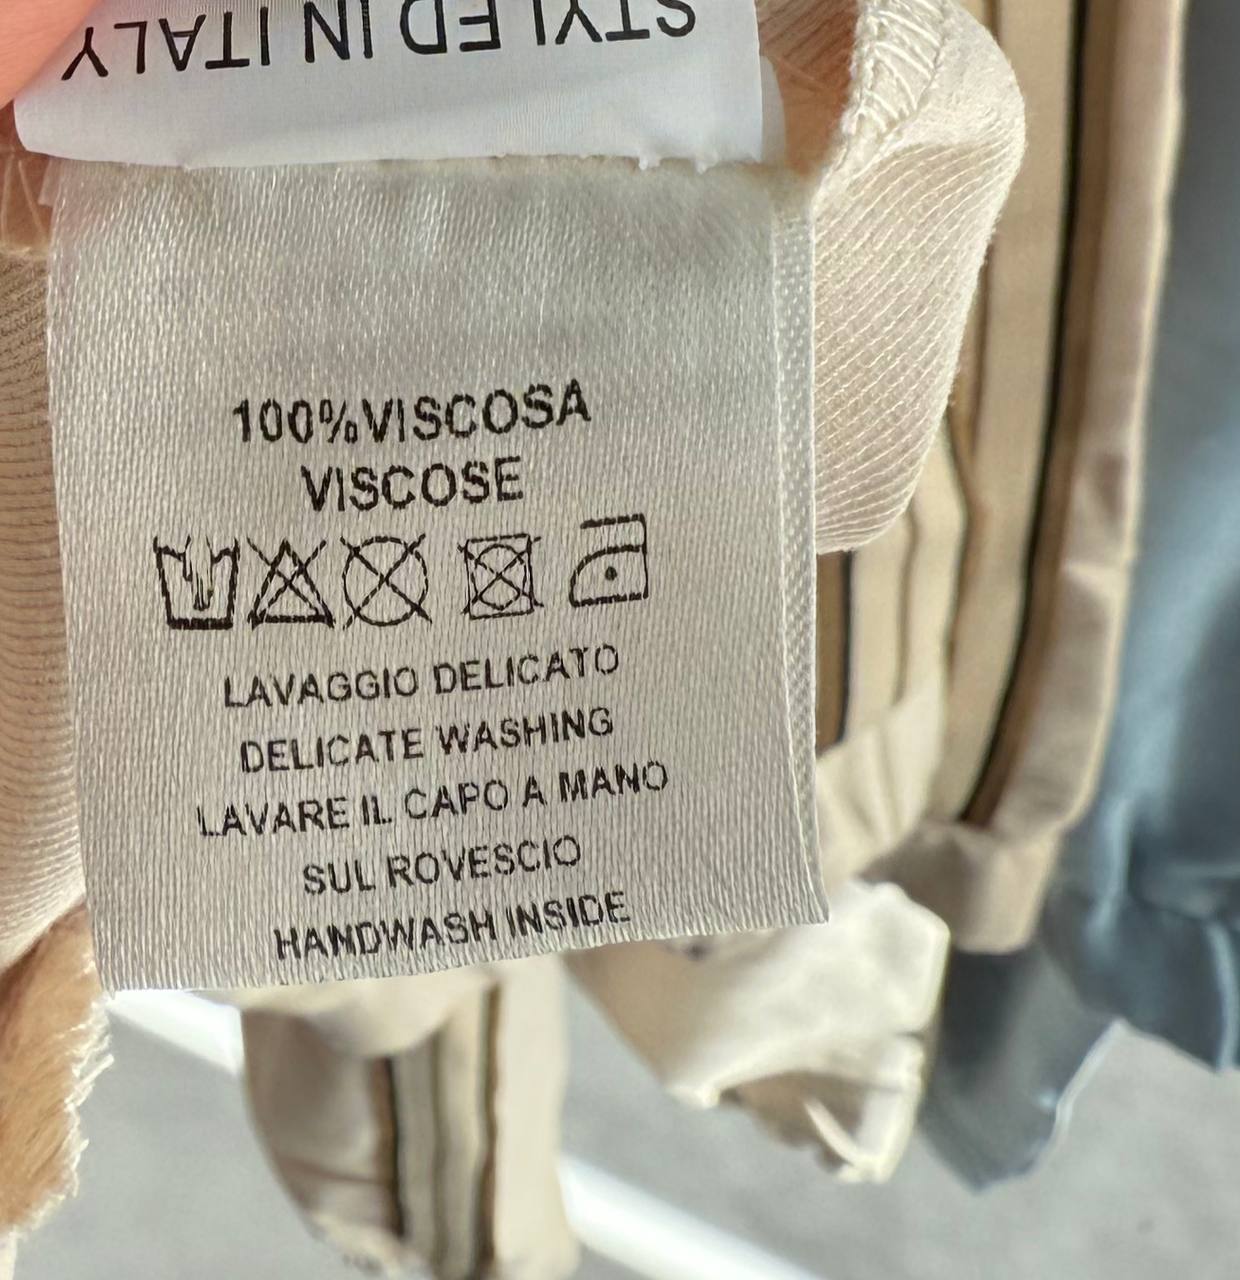 STYLED IN ITALY
100%VISCOSA
VISCOSE
LAVAGGIO DELICATO
DELICATE WASHING
LAVARE IL CAPO A MANO
SUL ROVESCIO
HANDWASH INSIDE